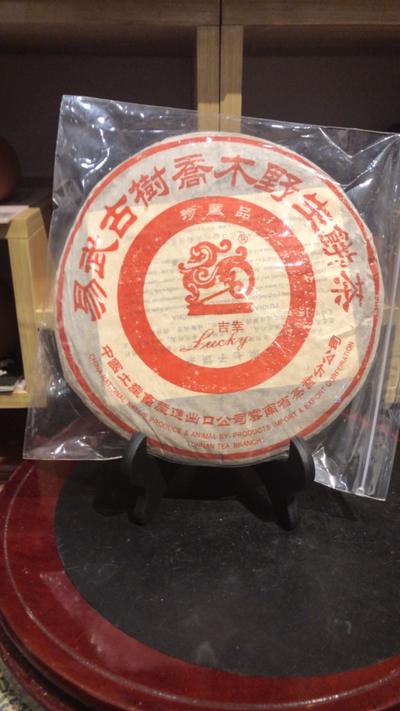 易武古樹喬木野生餅茶
珍藏品
®
吉幸
Lucky
中國土產畜產進出口公司雲南省茶葉分公司
CHINA NATIONAL NATIVE PRODUCE & ANIMAL BY-PRODUCTS IMPORT & EXPORT CORPORATION
YUNNAN TEA BRANCH